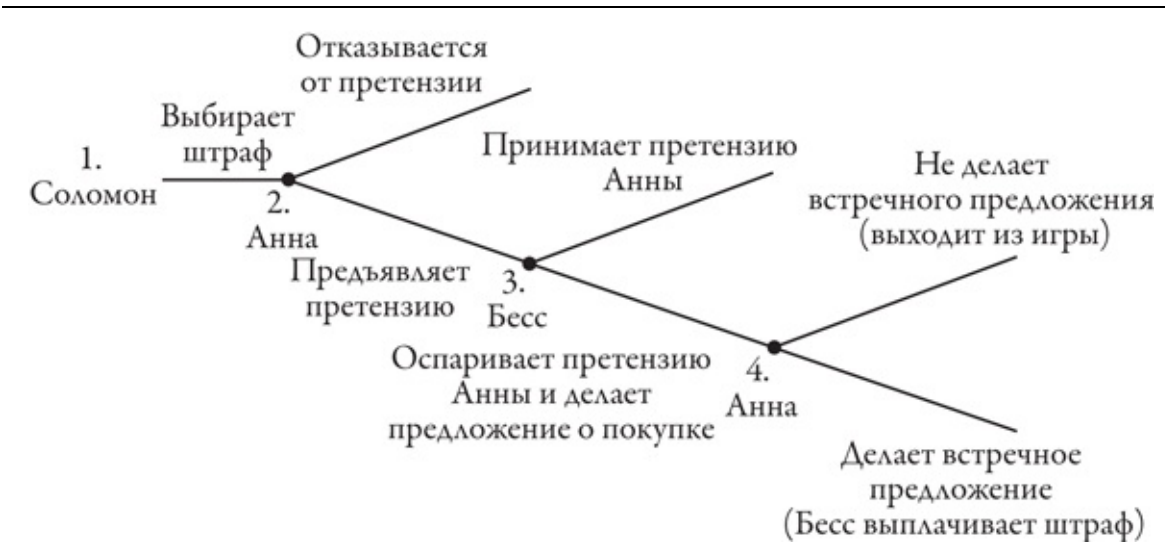 Отказывается
от претензии
Выбирает
штраф
1.
Соломон
2.
Анна
Предъявляет
претензию
Принимает претензию
Анны
3.
Бесс
Оспаривает претензию
Анны и делает
предложение о покупке
Не делает
встречного предложения
(выходит из игры)
4.
Анна
Делает встречное
предложение
(Бесс выплачивает штраф)